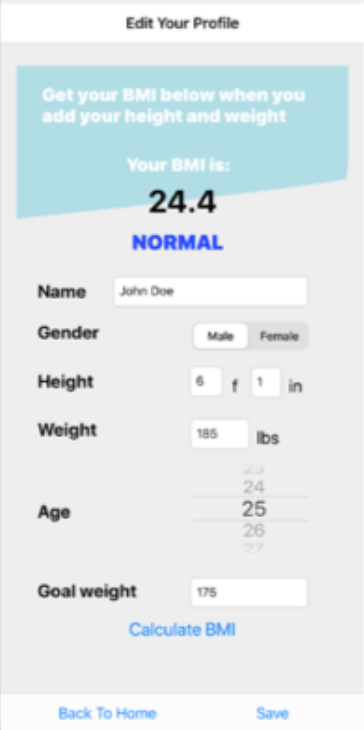 Edit Your Profile
Get your BMI below when you
add your height and weight
Your BMI is:
24.4
NORMAL
Name John Doe
Gender Male Female
Height 6 f 1 in
Weight 185 lbs
23
24
Age 25
26
27
Goal weight 175
Calculate BMI
Back To Home Save